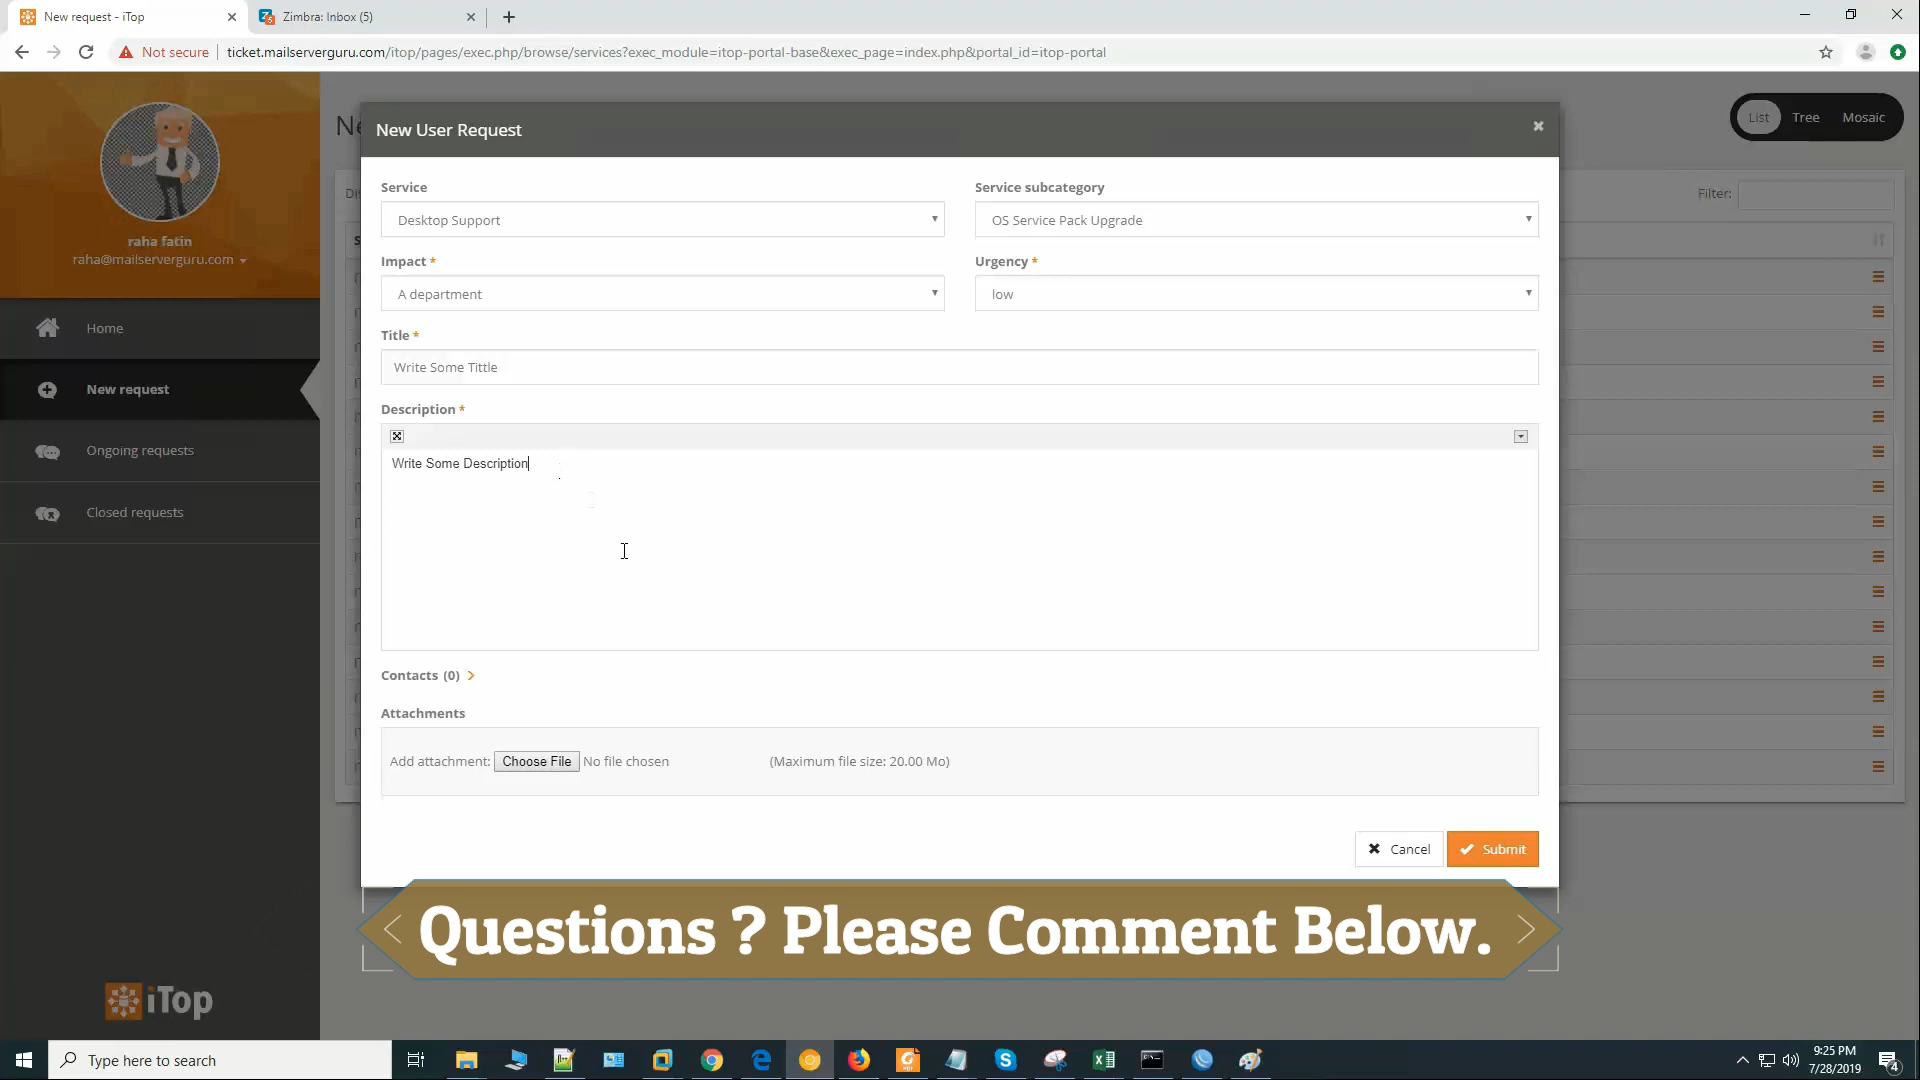 New request - iTop
Zimbra: Inbox (5)
Not secure
ticket.mailserverguru.com/itop/pages/exec.php/browse/services?exec_module=itop-portal-base&exec_page=index.php&portal_id=itop-portal
raha fatin
raha@mailserverguru.com
Home
New request
Ongoing requests
Closed requests
iTop
List
Tree
Mosaic
Filter:
New User Request
Service
Service subcategory
Desktop Support
OS Service Pack Upgrade
Impact *
Urgency *
A department
low
Title *
Write Some Tittle
Description *
Write Some Description
Contacts (0)
Attachments
Add attachment: Choose File No file chosen (Maximum file size: 20.00 Mo)
Cancel
Submit
Questions ? Please Comment Below.
Type here to search
9:25 PM
7/28/2019
4